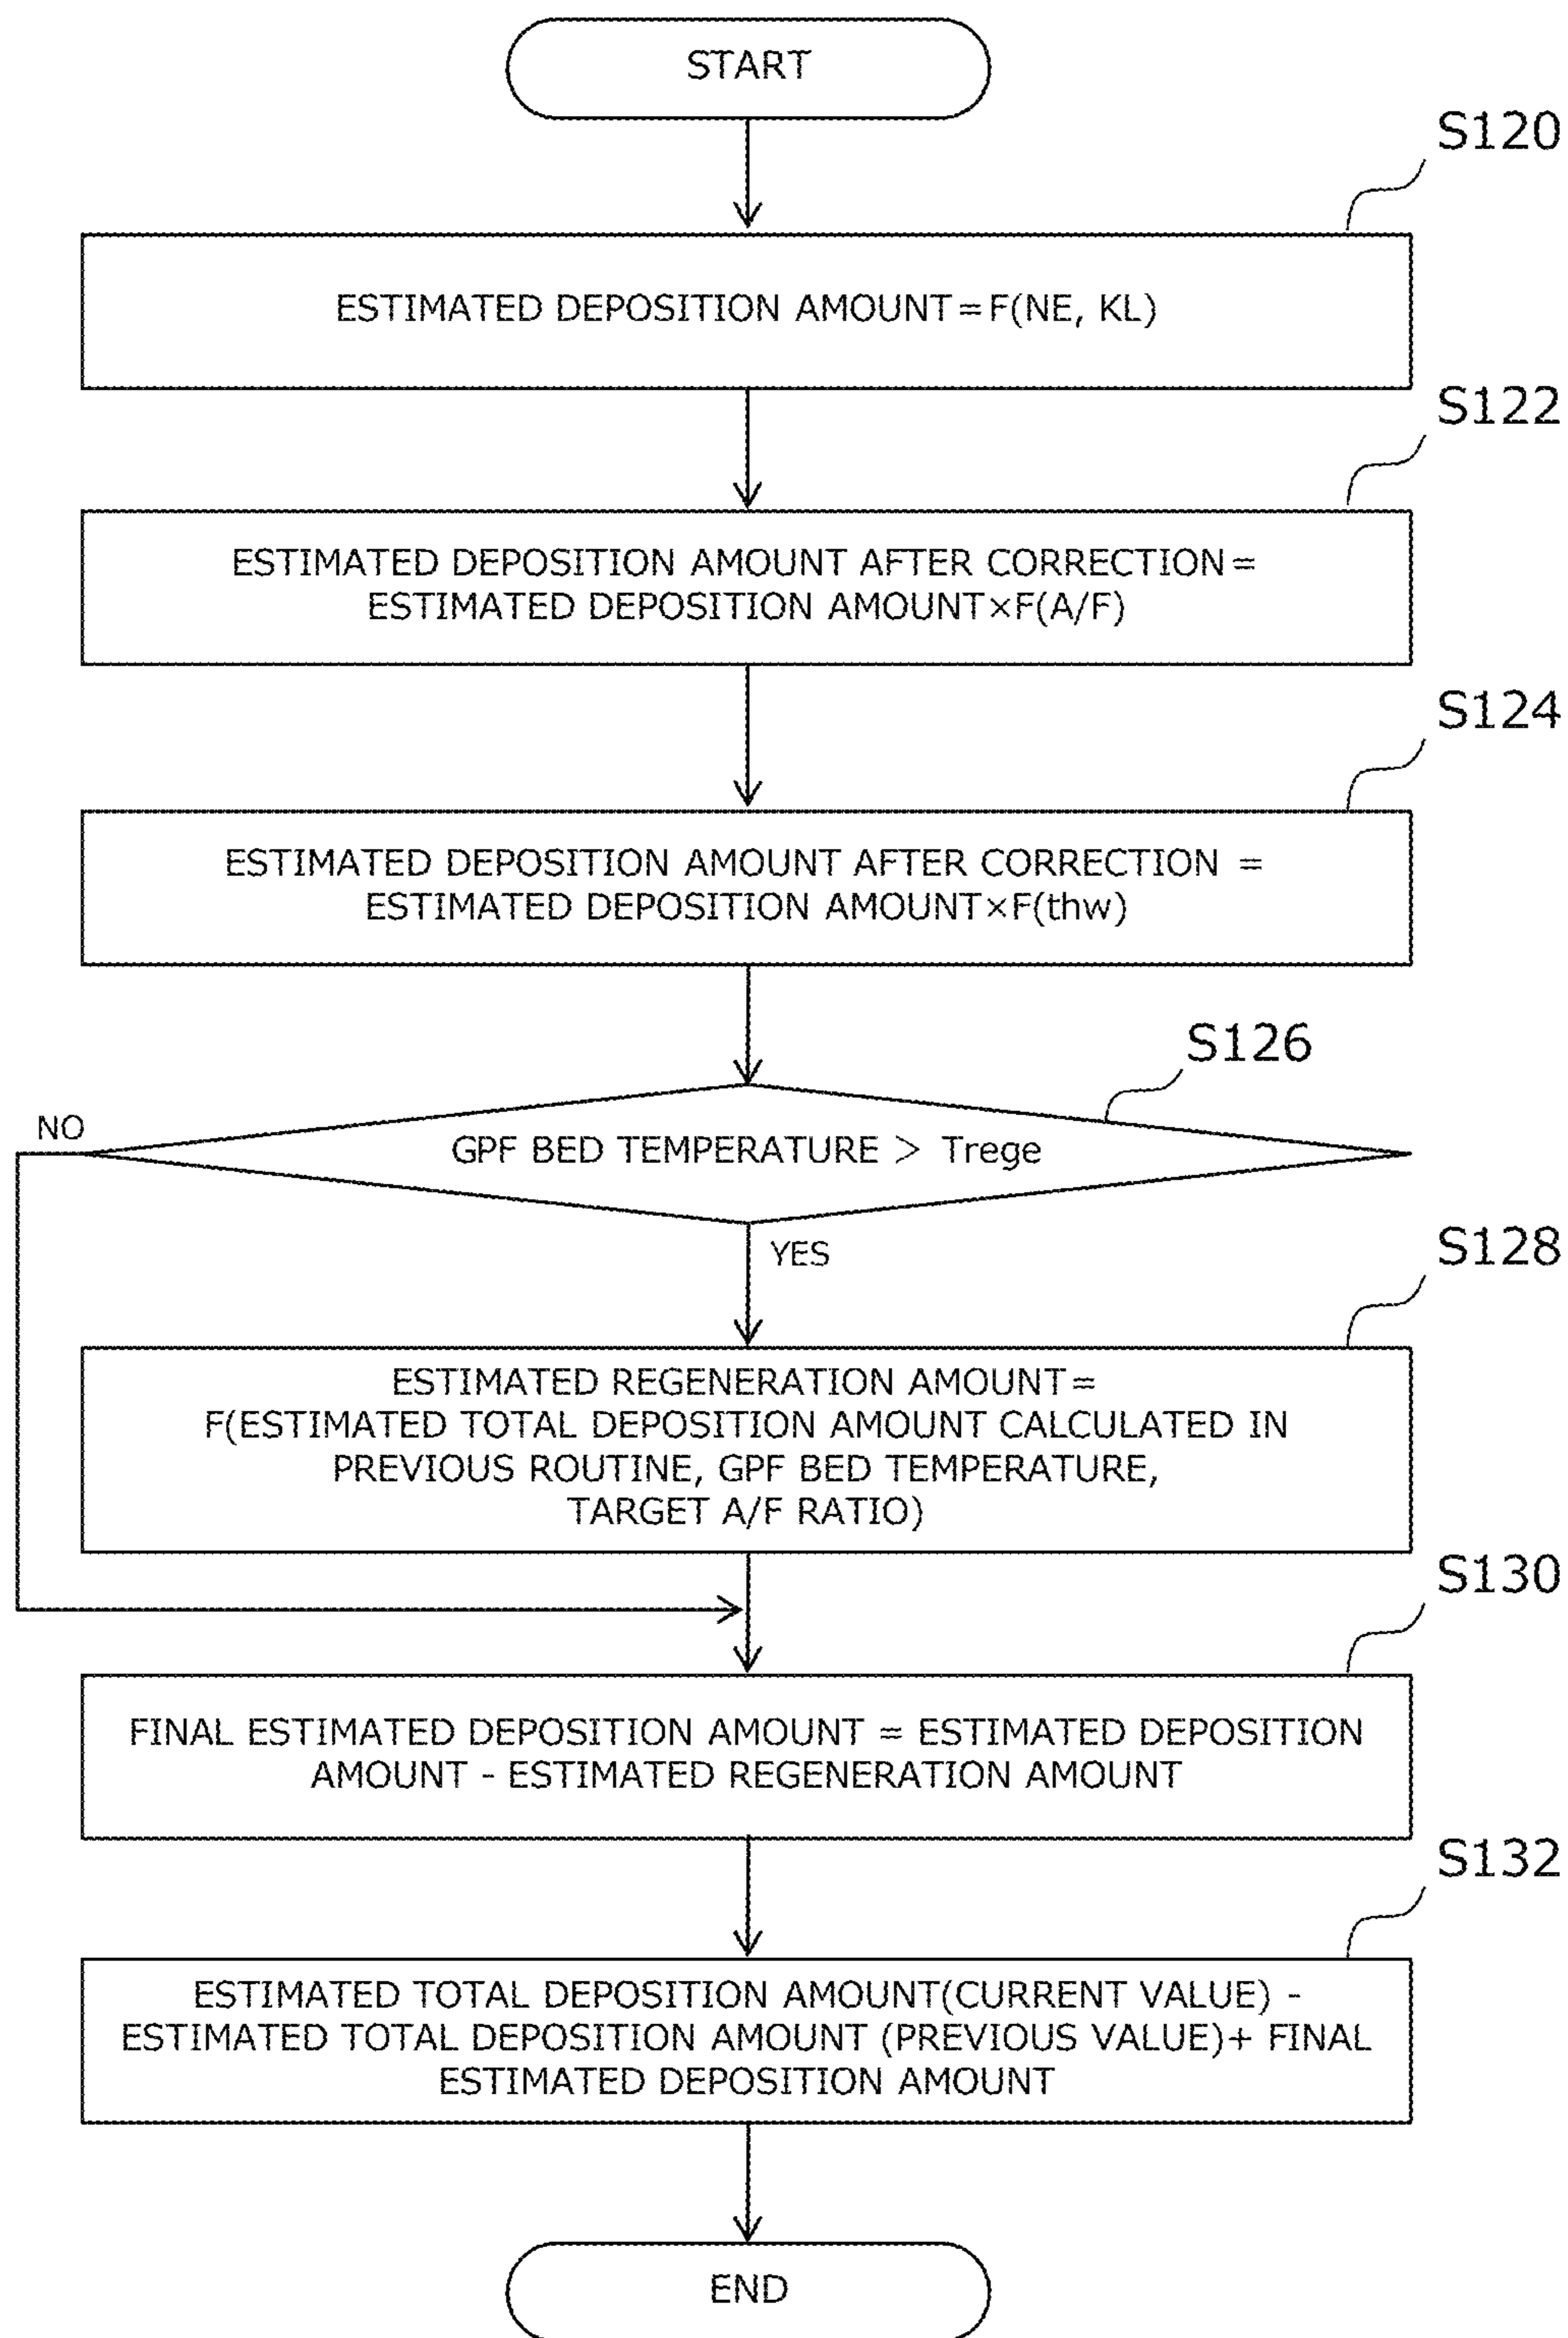 START
S120
ESTIMATED DEPOSITION AMOUNT=F(NE, KL)
S122
ESTIMATED DEPOSITION AMOUNT AFTER CORRECTION=
ESTIMATED DEPOSITION AMOUNT×F(A/F)
S124
ESTIMATED DEPOSITION AMOUNT AFTER CORRECTION =
ESTIMATED DEPOSITION AMOUNT×F(thw)
S126
NO
GPF BED TEMPERATURE > Trege
YES
S128
ESTIMATED REGENERATION AMOUNT=
F(ESTIMATED TOTAL DEPOSITION AMOUNT CALCULATED IN
PREVIOUS ROUTINE, GPF BED TEMPERATURE,
TARGET A/F RATIO)
S130
FINAL ESTIMATED DEPOSITION AMOUNT = ESTIMATED DEPOSITION
AMOUNT - ESTIMATED REGENERATION AMOUNT
S132
ESTIMATED TOTAL DEPOSITION AMOUNT(CURRENT VALUE) -
ESTIMATED TOTAL DEPOSITION AMOUNT (PREVIOUS VALUE)+ FINAL
ESTIMATED DEPOSITION AMOUNT
END